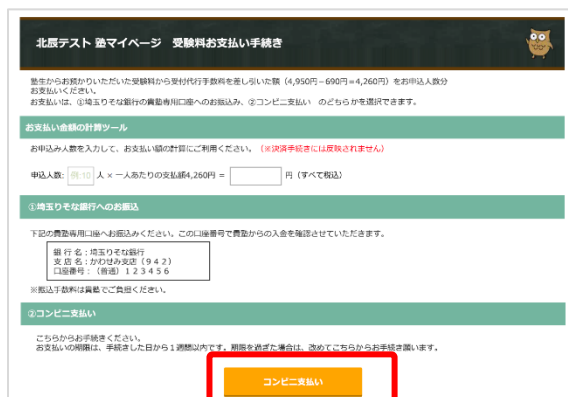 北辰テスト 塾マイページ　受験料お支払い手続き
塾生からお預かりいただいた受験料から受付代行手数料を差し引いた額（4,950円－690円＝4,260円）をお申込人数分
お支払いください。
お支払いは、①埼玉りそな銀行の貴塾専用口座へのお振込み、②コンビニ支払い　のどちらかを選択できます。
お支払い金額の計算ツール
お申込み人数を入力して、お支払い額の計算にご利用ください。（※決済手続きには反映されません）
申込人数: 例:10 人 × 一人あたりの支払額4,260円 = 円（すべて税込）
①埼玉りそな銀行へのお振込
下記の貴塾専用口座へお振込みください。この口座番号で貴塾からの入金を確認させていただきます。
銀 行 名：埼玉りそな銀行
支 店 名：かわせみ支店（９４２）
口座番号：（普通）１２３４５６
※振込手数料は貴塾でご負担ください。
②コンビニ支払い
こちらからお手続きください。
お支払いの期限は、手続きした日から１週間以内です。期限を過ぎた場合は、改めてこちらからお手続き願います。
コンビニ支払い